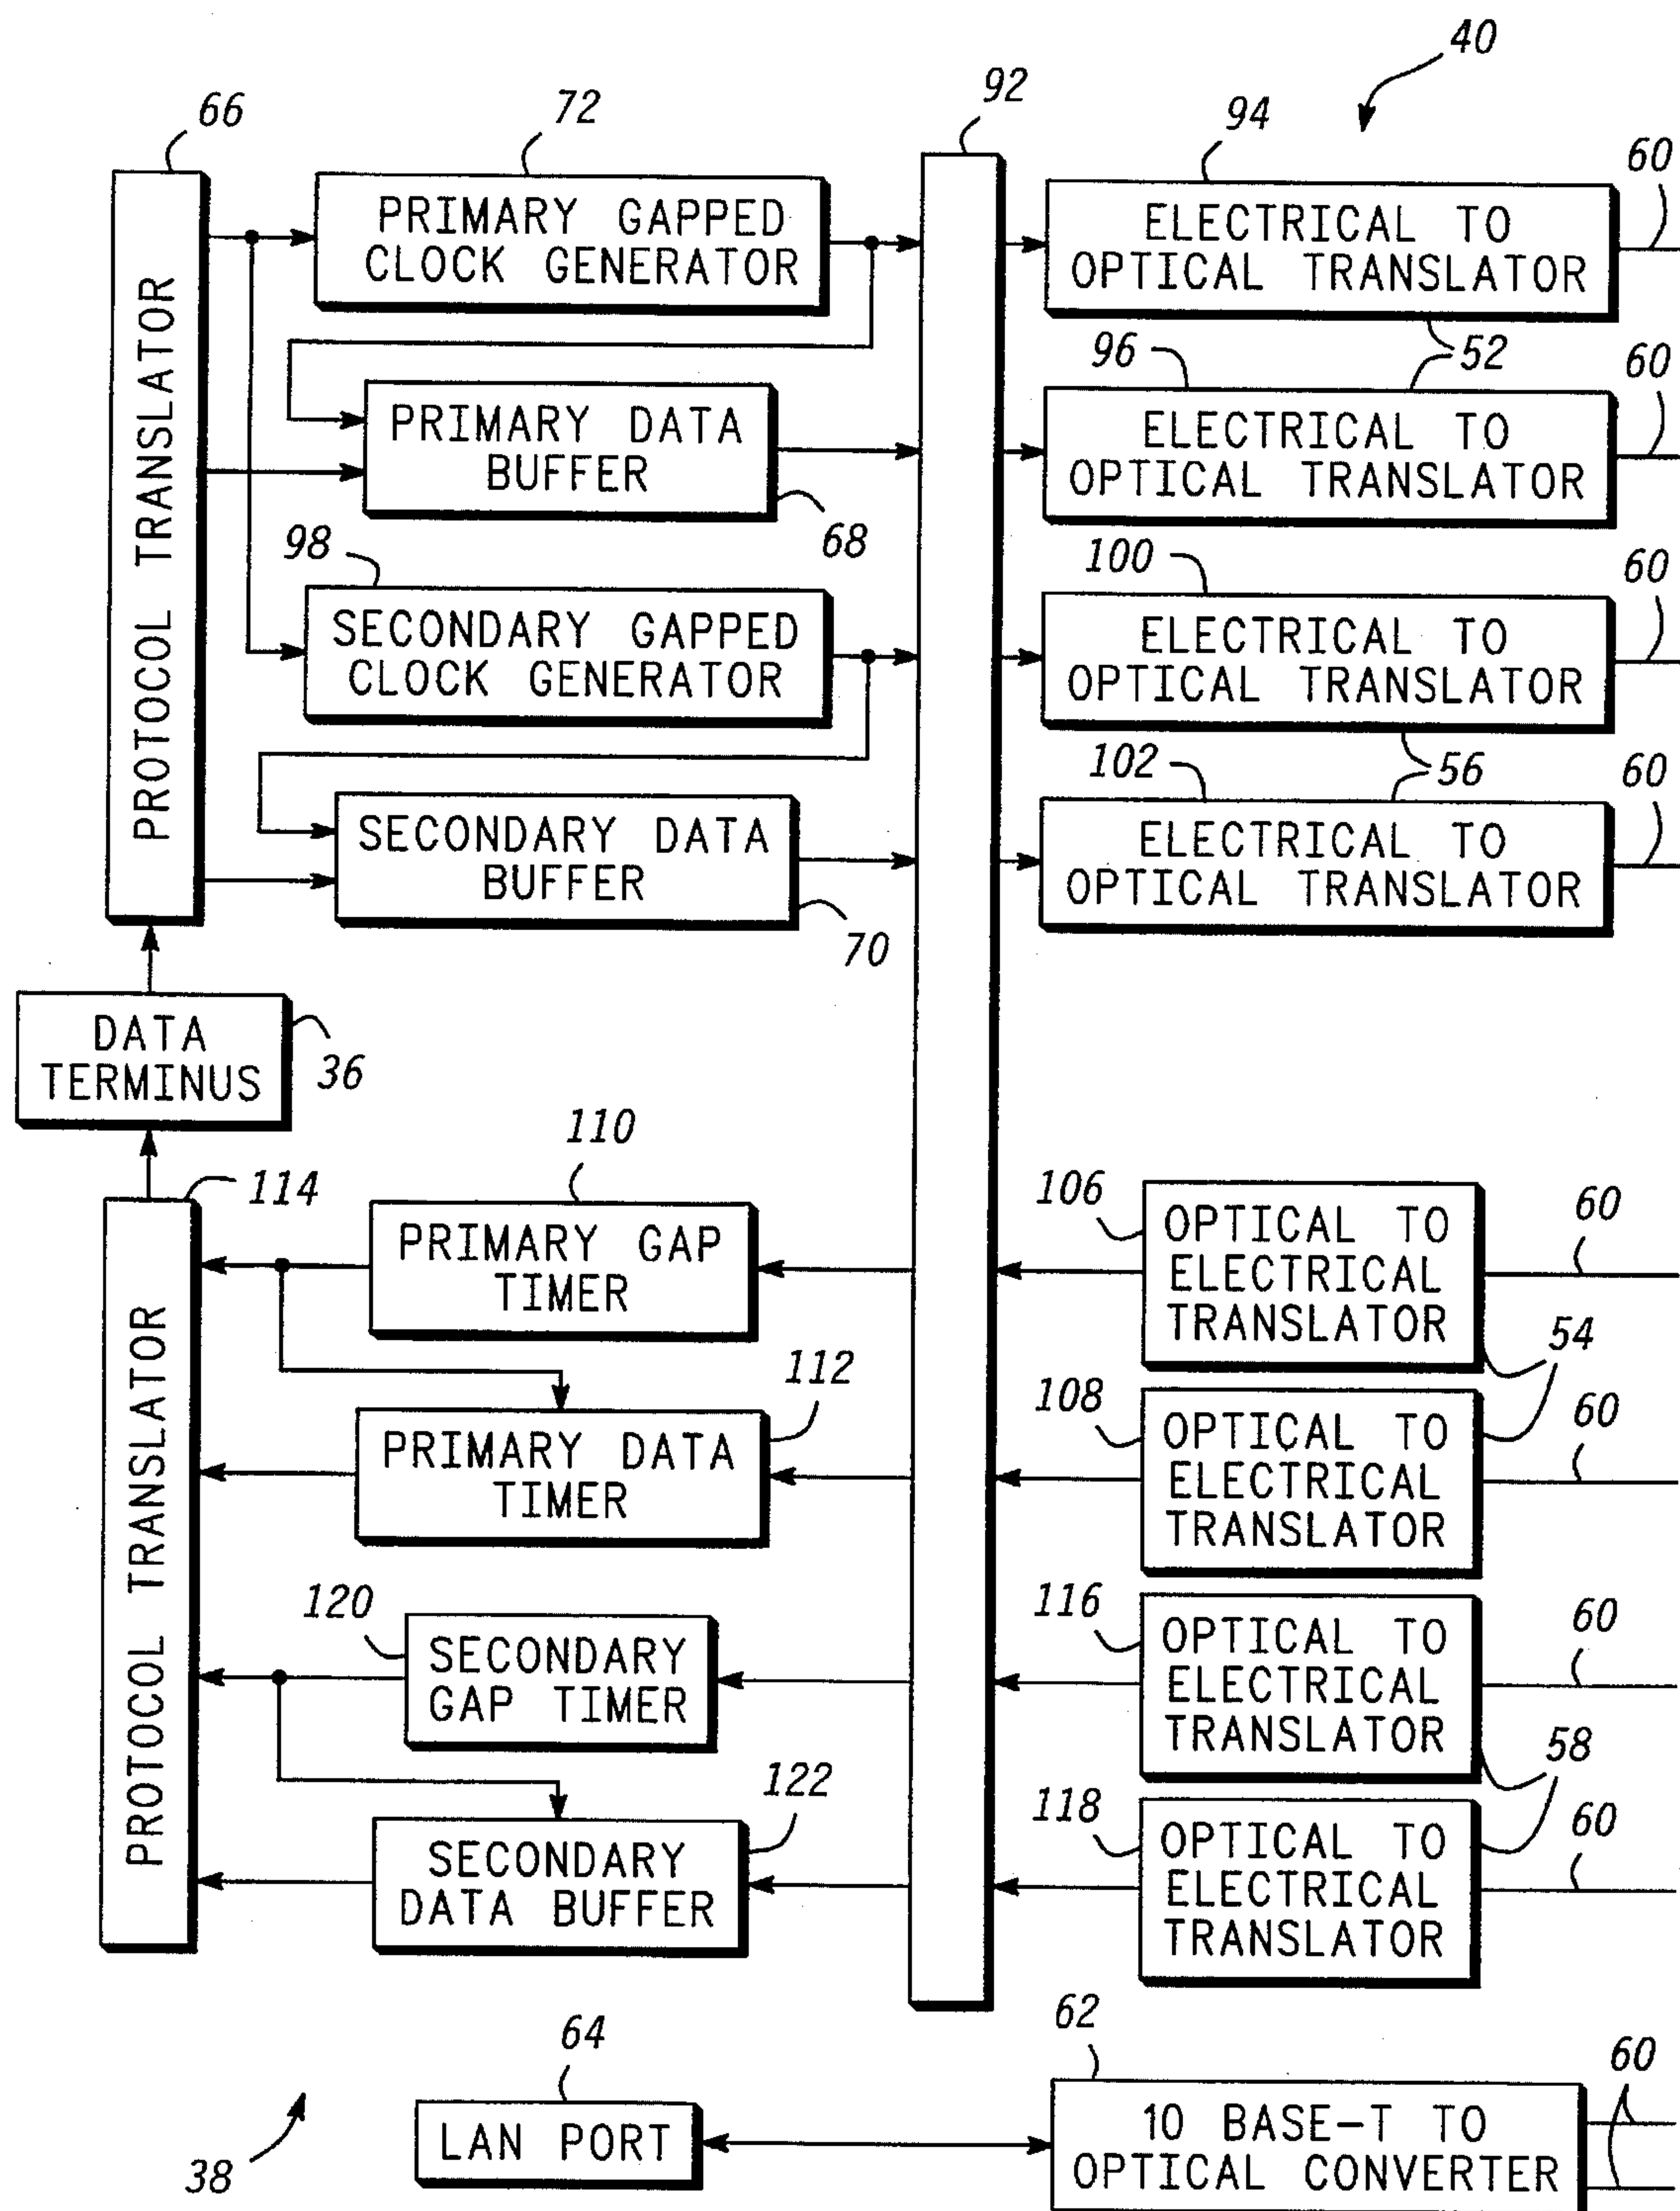 40
66
72
92
94
60
PROTOCOL TRANSLATOR
PRIMARY GAPPED
CLOCK GENERATOR
ELECTRICAL TO
OPTICAL TRANSLATOR
96
52
60
PRIMARY DATA
BUFFER
68
ELECTRICAL TO
OPTICAL TRANSLATOR
98
100
60
SECONDARY GAPPED
CLOCK GENERATOR
ELECTRICAL TO
OPTICAL TRANSLATOR
102
56
60
SECONDARY DATA
BUFFER
70
ELECTRICAL TO
OPTICAL TRANSLATOR
DATA
TERMINUS
36
114
110
106
60
PROTOCOL TRANSLATOR
PRIMARY GAP
TIMER
OPTICAL TO
ELECTRICAL
TRANSLATOR
54
112
108
60
PRIMARY DATA
TIMER
OPTICAL TO
ELECTRICAL
TRANSLATOR
120
116
60
SECONDARY
GAP TIMER
OPTICAL TO
ELECTRICAL
TRANSLATOR
58
122
118
60
SECONDARY
DATA BUFFER
OPTICAL TO
ELECTRICAL
TRANSLATOR
64
62
60
38
LAN PORT
10 BASE-T TO
OPTICAL CONVERTER